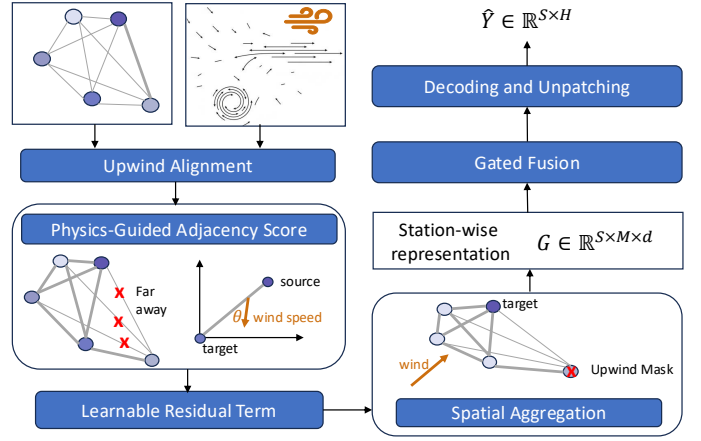 Upwind Alignment
Physics-Guided Adjacency Score
Far
away
X
X
X
source
θ
wind speed
target
Learnable Residual Term
Ŷ ∈ ℝ^{S×H}
Decoding and Unpatching
Gated Fusion
Station-wise
representation
G ∈ ℝ^{S×M×d}
target
wind
X
Upwind Mask
Spatial Aggregation